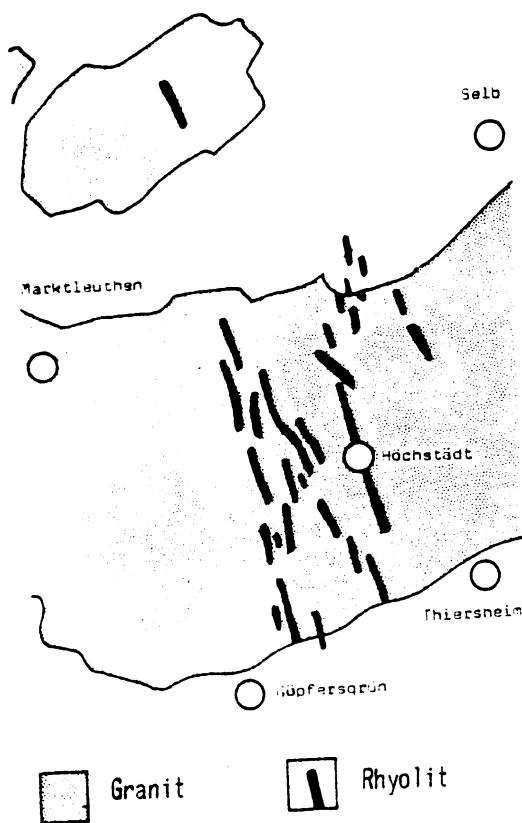 Selb
Marktleuthen
Höchstädt
Thiersheim
Göpfersgrün
Granit
Rhyolit